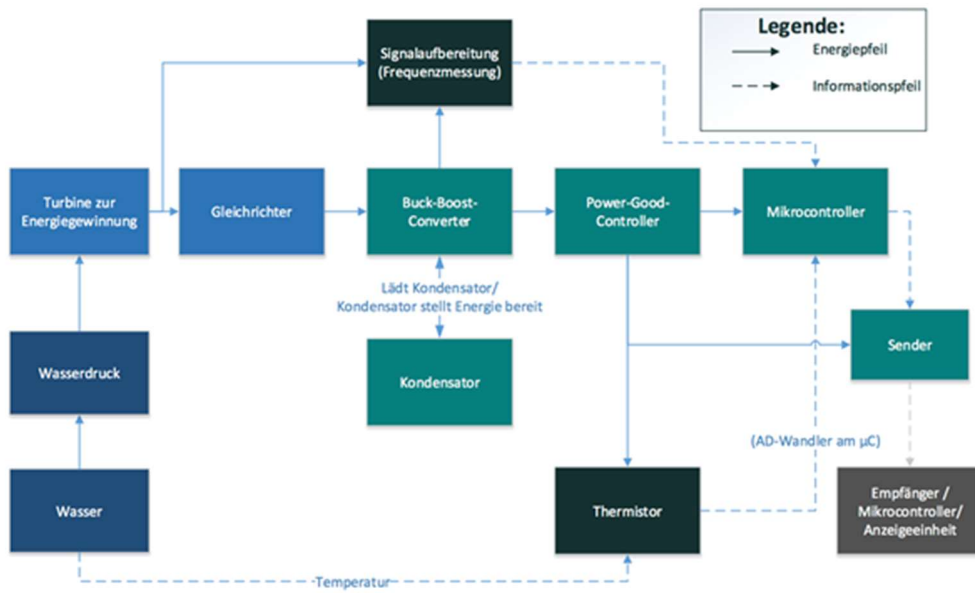 Legende:
Energiepfeil
Informationspfeil
Signalaufbereitung
(Frequenzmessung)
Turbine zur
Energiegewinnung
Gleichrichter
Buck-Boost-
Converter
Power-Good-
Controller
Mikrocontroller
Lädt Kondensator/
Kondensator stellt Energie bereit
Wasserdruck
Kondensator
Sender
(AD-Wandler am µC)
Wasser
Thermistor
Empfänger /
Mikrocontroller/
Anzeigeeinheit
Temperatur